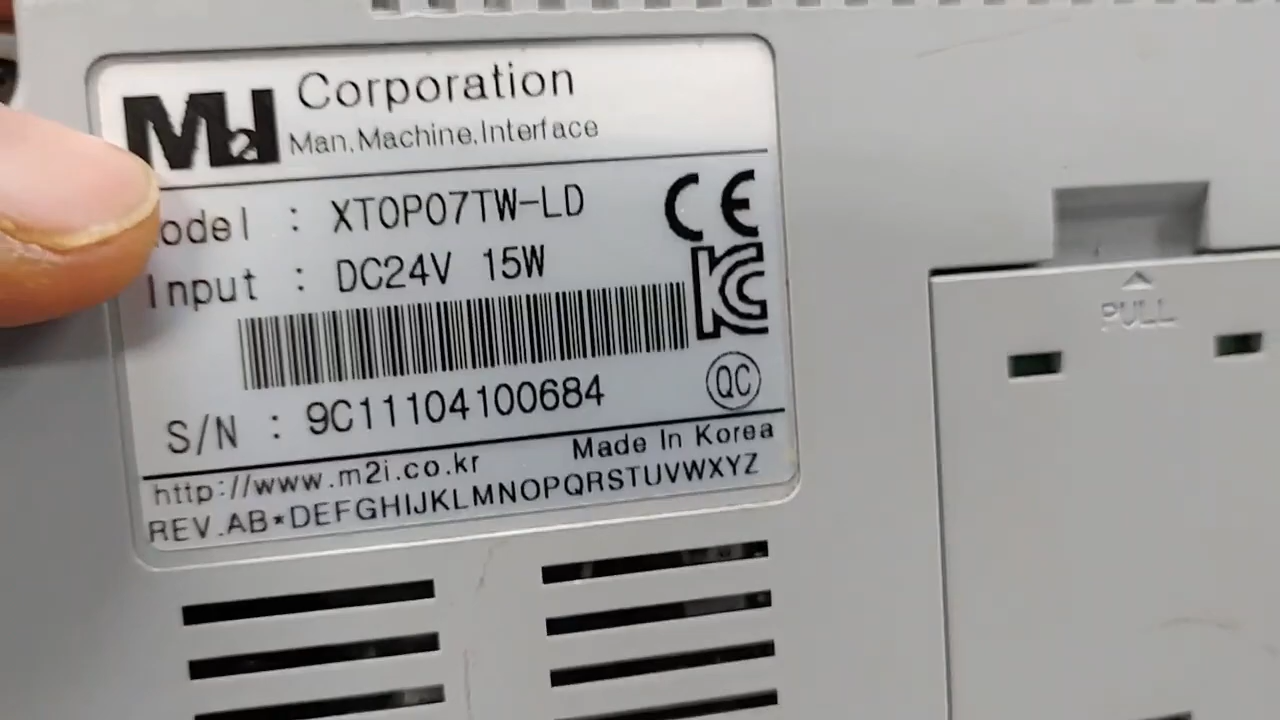 M2I Corporation
Man.Machine.Interface
odel : XTOP07TW-LD
Input : DC24V 15W
CE
KC
S/N : 9C11104100684
QC
Made In Korea
http://www.m2i.co.kr
REV.AB*DEFGHIJKLMNOPQRSTUVWXYZ
PULL